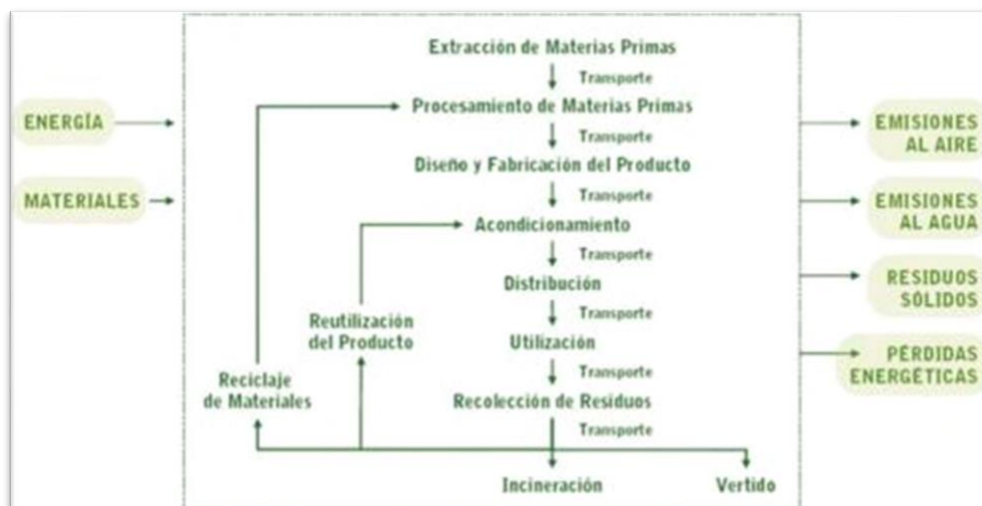 Extracción de Materias Primas
Transporte
Procesamiento de Materias Primas
Transporte
Diseño y Fabricación del Producto
Transporte
Acondicionamiento
Transporte
Distribución
Transporte
Utilización
Transporte
Recolección de Residuos
Transporte
Incineración
Vertido
Reutilización
del Producto
Reciclaje
de Materiales
ENERGÍA
MATERIALES
EMISIONES
AL AIRE
EMISIONES
AL AGUA
RESIDUOS
SÓLIDOS
PÉRDIDAS
ENERGÉTICAS